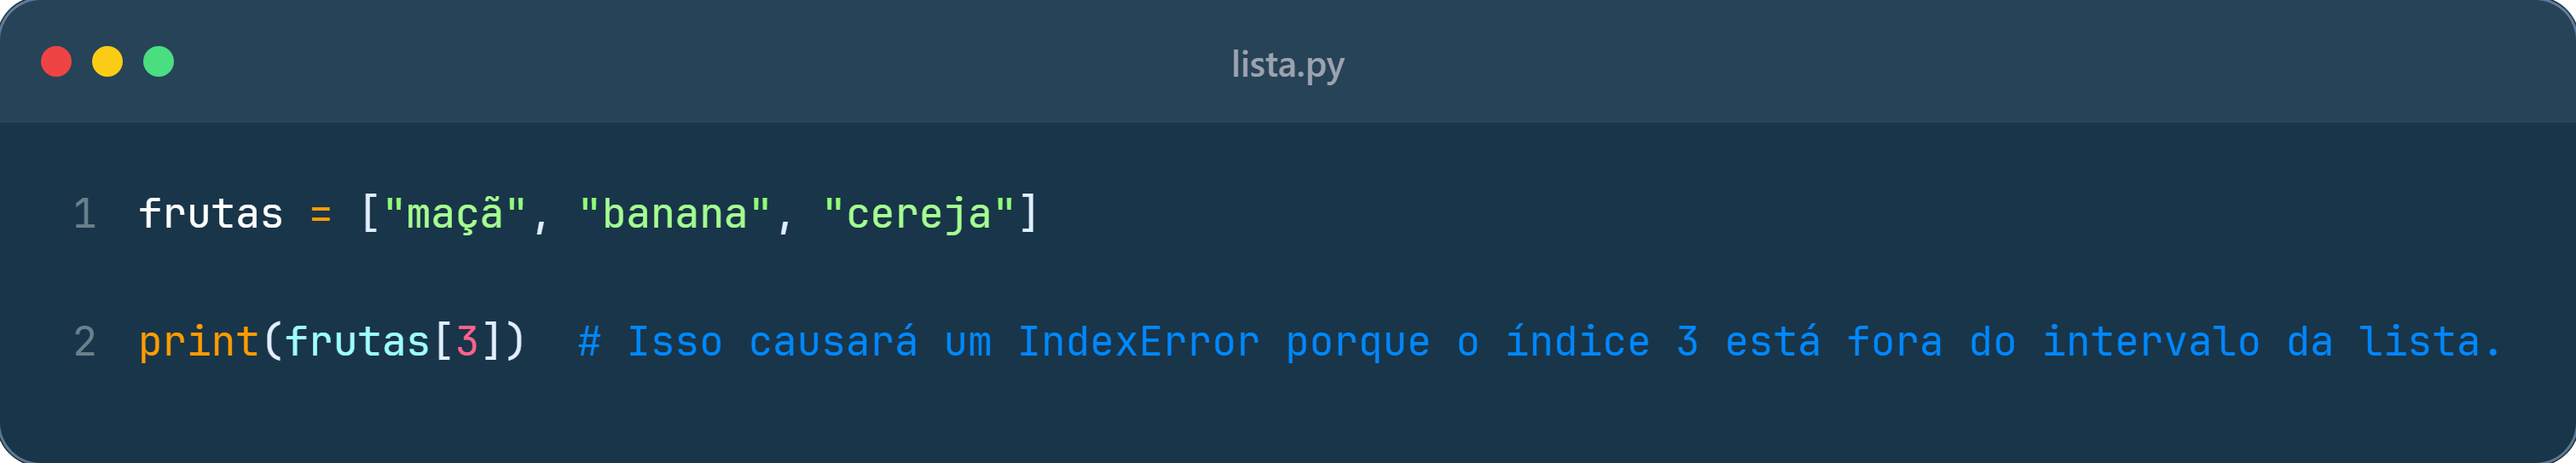 lista.py
1 frutas = ["maçã", "banana", "cereja"]
2 print(frutas[3])  # Isso causará um IndexError porque o índice 3 está fora do intervalo da lista.